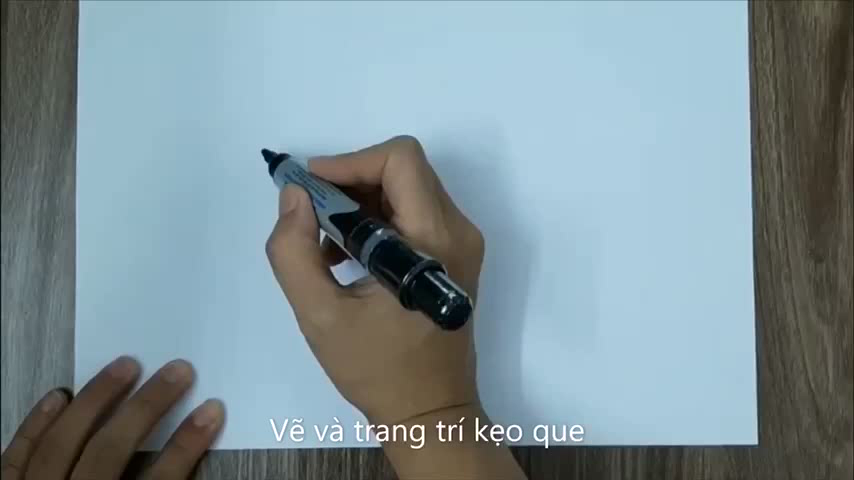 Vẽ và trang trí kẹo que